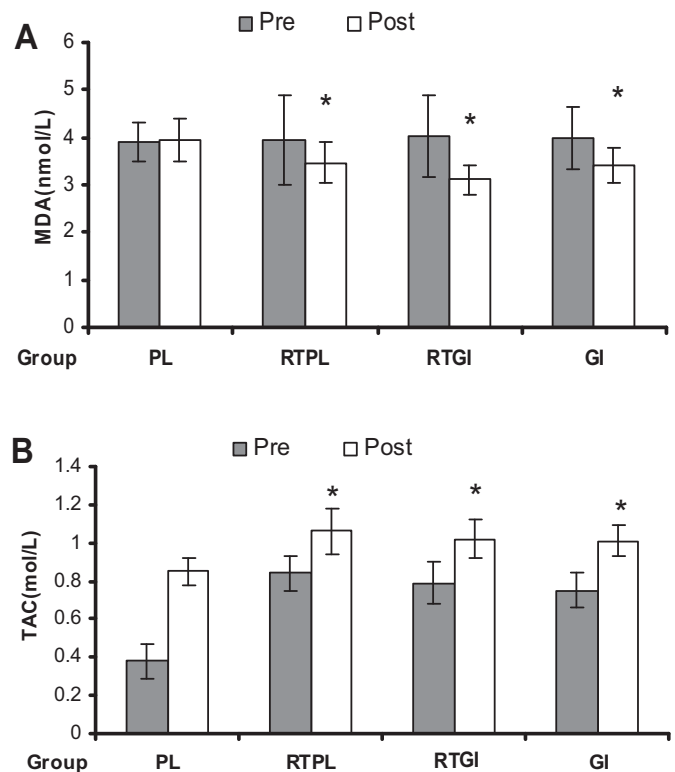 A
Pre Post
6
5
4
3
2
1
0
MDA(nmol/L)
* * *
Group PL RTPL RTGI GI
B
Pre Post
1.4
1.2
1
0.8
0.6
0.4
0.2
0
TAC(mol/L)
* * *
Group PL RTPL RTGI GI